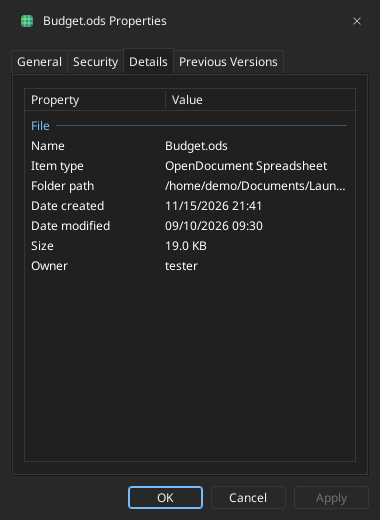 Budget.ods Properties
General Security Details Previous Versions
Property Value
File
Name Budget.ods
Item type OpenDocument Spreadsheet
Folder path /home/demo/Documents/Laun...
Date created 11/15/2026 21:41
Date modified 09/10/2026 09:30
Size 19.0 KB
Owner tester
OK Cancel Apply